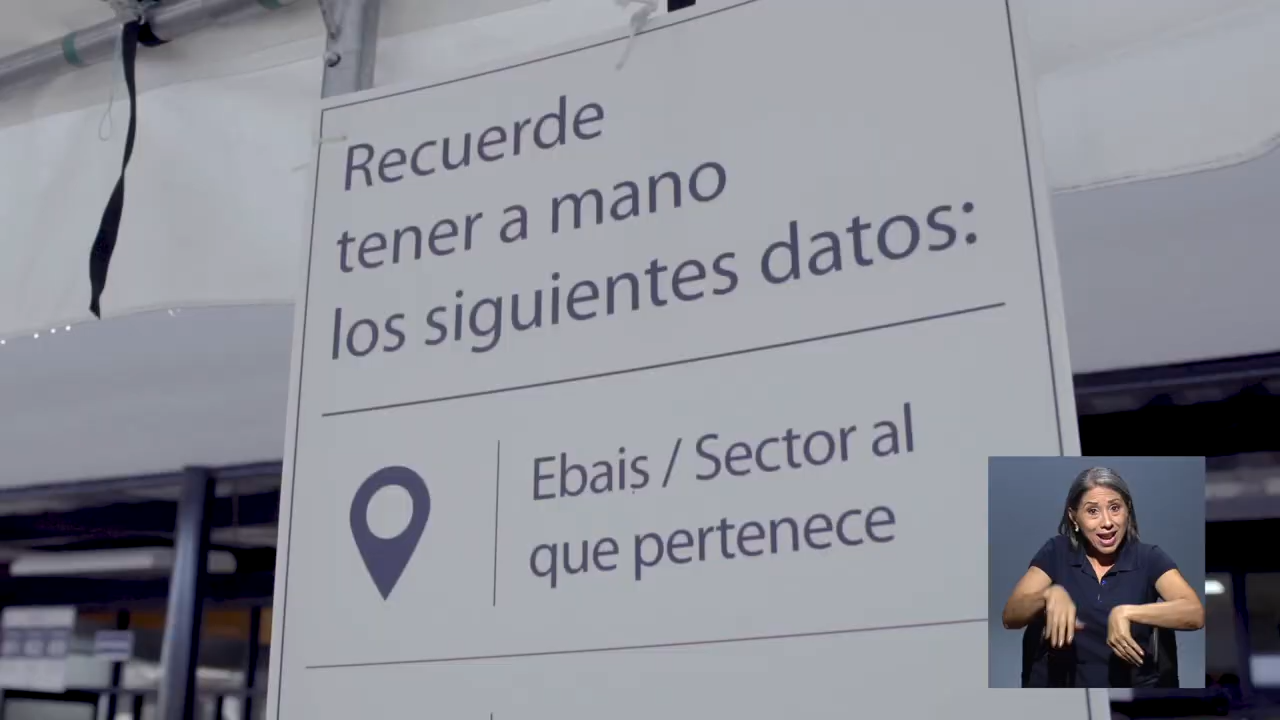 Recuerde
tener a mano
los siguientes datos:
Ebais / Sector al
que pertenece